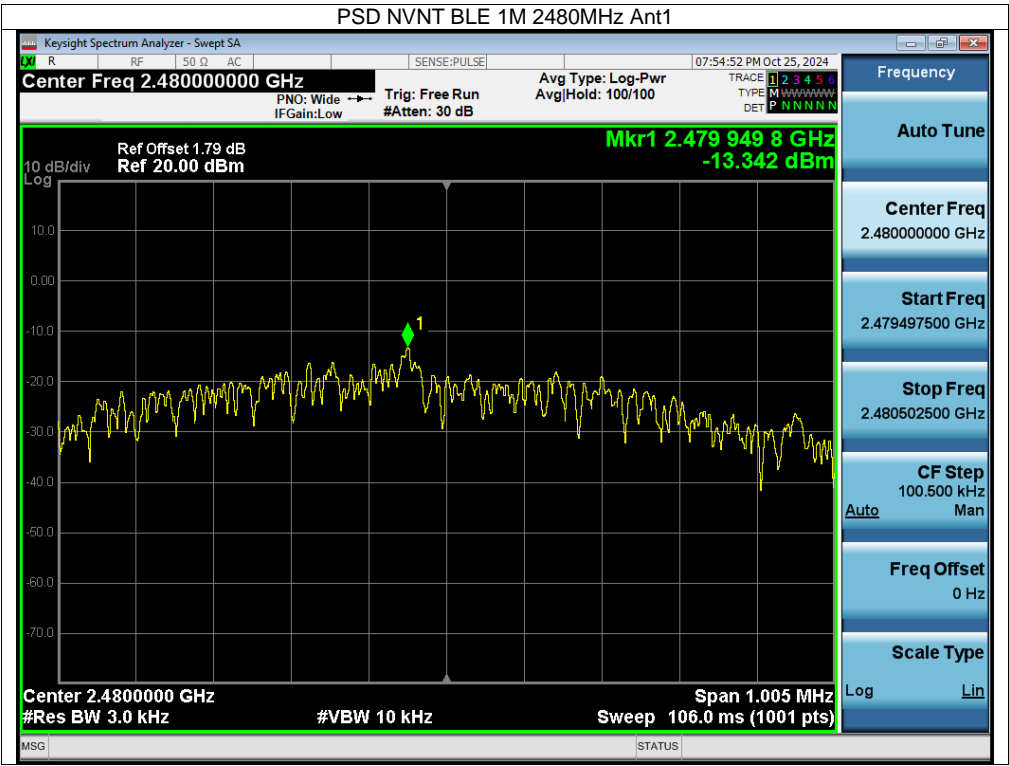 PSD NVNT BLE 1M 2480MHz Ant1
Keysight Spectrum Analyzer - Swept SA
LXI R RF 50 Ω AC SENSE:PULSE 07:54:52 PM Oct 25, 2024
Center Freq 2.480000000 GHz
PNO: Wide
IFGain:Low
Trig: Free Run
#Atten: 30 dB
Avg Type: Log-Pwr
Avg|Hold: 100/100
TRACE 1 2 3 4 5 6
TYPE M W W W W W
DET P N N N N N
Frequency
Mkr1 2.479 949 8 GHz
-13.342 dBm
Ref Offset 1.79 dB
10 dB/div Ref 20.00 dBm
Log
10.0
0.00
-10.0
-20.0
-30.0
-40.0
-50.0
-60.0
-70.0
1
Center 2.4800000 GHz
Span 1.005 MHz
#Res BW 3.0 kHz
#VBW 10 kHz
Sweep 106.0 ms (1001 pts)
Auto Tune
Center Freq
2.480000000 GHz
Start Freq
2.479497500 GHz
Stop Freq
2.480502500 GHz
CF Step
100.500 kHz
Auto Man
Freq Offset
0 Hz
Scale Type
Log Lin
MSG STATUS